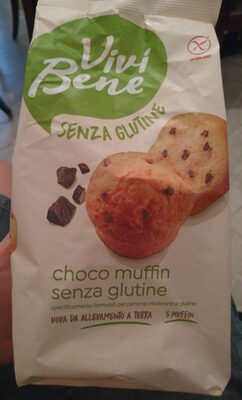 Vivi
Bene
SENZA GLUTINE
choco muffin
senza glutine
specificamente formulati per persone intolleranti al glutine
UOVA DA ALLEVAMENTO A TERRA
5 MUFFIN